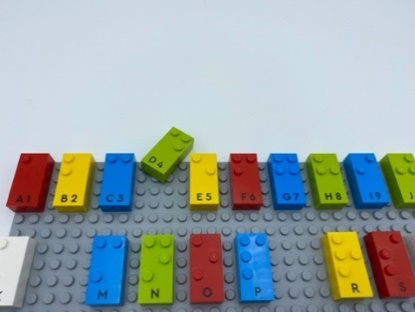 A1 B2 C3 D4 E5 F6 G7 H8 I9 J
M N O P R S